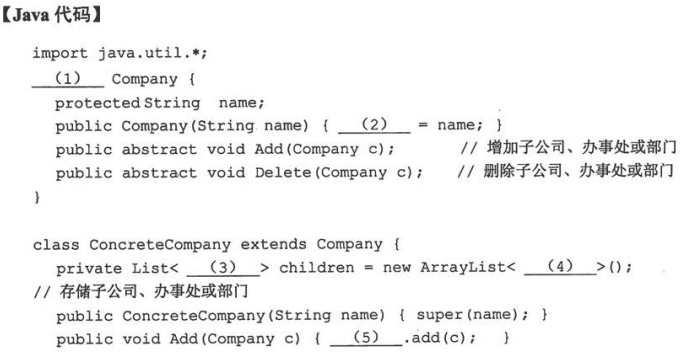 【Java 代码】
import java.util.*;
(1) Company {
protected String name;
public Company(String name) { (2) = name; }
public abstract void Add(Company c); // 增加子公司、办事处或部门
public abstract void Delete(Company c); // 删除子公司、办事处或部门
}
class ConcreteCompany extends Company {
private List< (3) > children = new ArrayList< (4) >();
// 存储子公司、办事处或部门
public ConcreteCompany(String name) { super(name); }
public void Add(Company c) { (5) .add(c); }